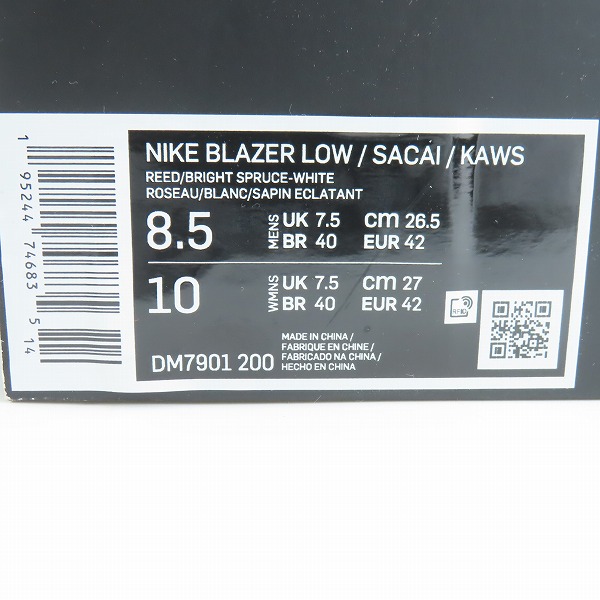 NIKE BLAZER LOW / SACAI / KAWS
REED/BRIGHT SPRUCE-WHITE
ROSEAU/BLANC/SAPIN ECLATANT
8.5 MENS UK 7.5 CM 26.5
BR 40 EUR 42
10 WMNS UK 7.5 CM 27
BR 40 EUR 42
RFID
DM7901 200
MADE IN CHINA /
FABRIQUE EN CHINE /
FABRICADO NA CHINA /
HECHO EN CHINA
1 95244 74683 514